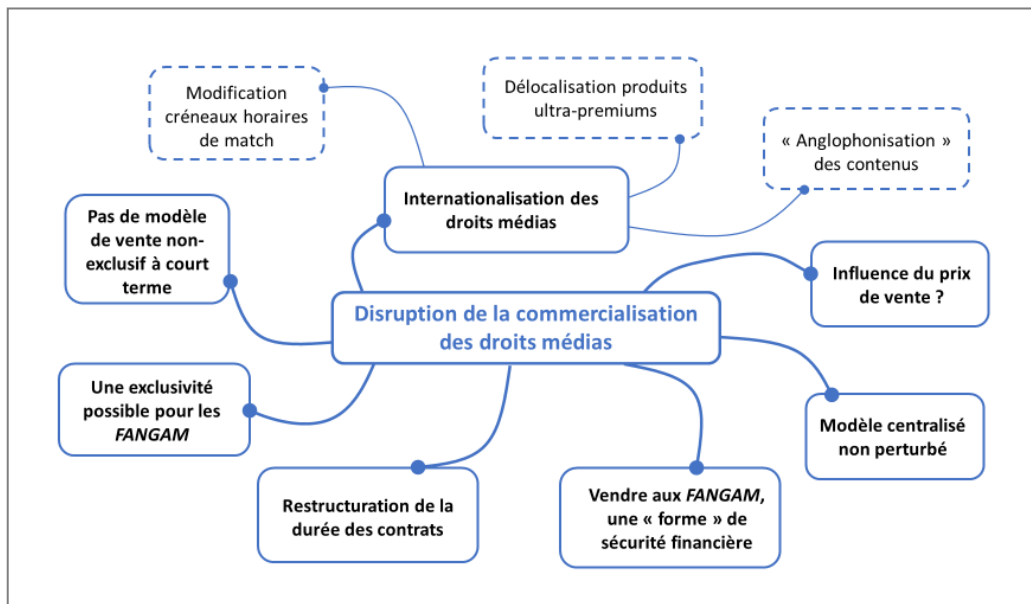 Modification
créneaux horaires
de match
Délocalisation produits
ultra-premiums
« Anglophonisation »
des contenus
Internationalisation des
droits médias
Pas de modèle
de vente non-
exclusif à court
terme
Influence du prix
de vente ?
Disruption de la commercialisation
des droits médias
Une exclusivité
possible pour les
FANGAM
Modèle centralisé
non perturbé
Restructuration de la
durée des contrats
Vendre aux FANGAM,
une « forme » de
sécurité financière